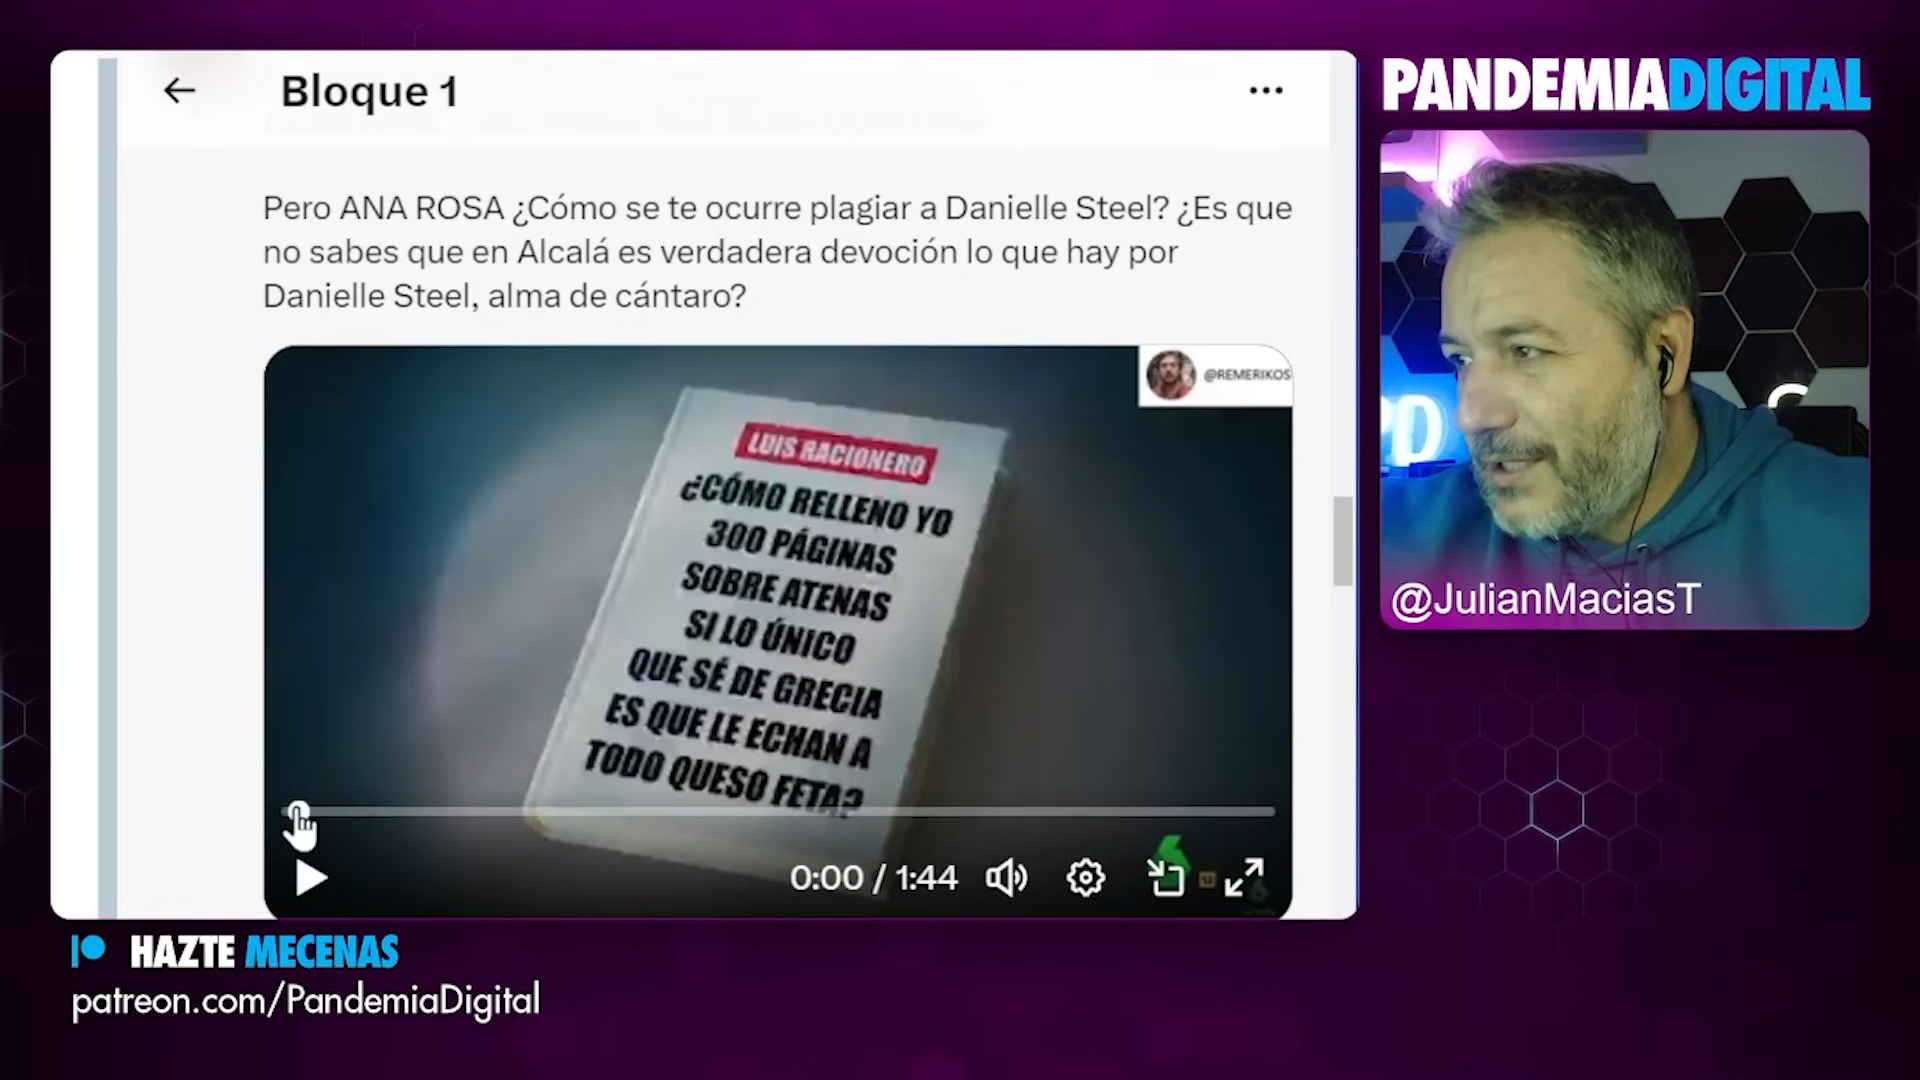 Bloque 1
Pero ANA ROSA ¿Cómo se te ocurre plagiar a Danielle Steel? ¿Es que
no sabes que en Alcalá es verdadera devoción lo que hay por
Danielle Steel, alma de cántaro?
@REMERIKOS
LUIS RACIONERO
¿CÓMO RELLENO YO
300 PÁGINAS
SOBRE ATENAS
SI LO ÚNICO
QUE SÉ DE GRECIA
ES QUE LE ECHAN A
TODO QUESO FETA?
0:00 / 1:44
PANDEMIADIGITAL
PD
@JulianMaciasT
HAZTE MECENAS
patreon.com/PandemiaDigital